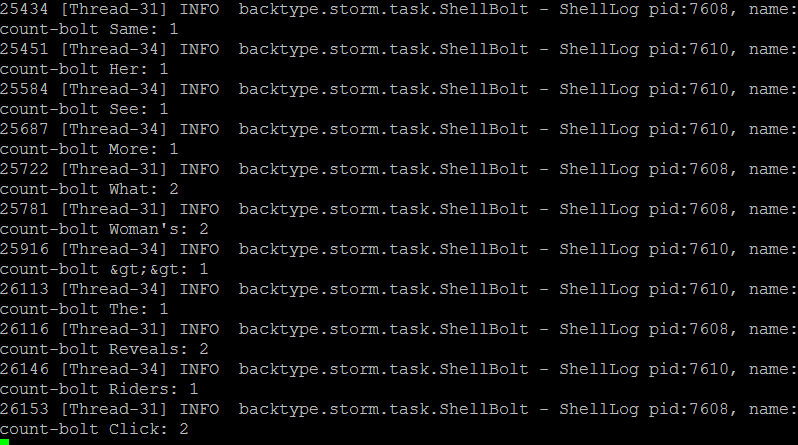 25434 [Thread-31] INFO  backtype.storm.task.ShellBolt - ShellLog pid:7608, name:
count-bolt Same: 1
25451 [Thread-34] INFO  backtype.storm.task.ShellBolt - ShellLog pid:7610, name:
count-bolt Her: 1
25584 [Thread-34] INFO  backtype.storm.task.ShellBolt - ShellLog pid:7610, name:
count-bolt See: 1
25687 [Thread-34] INFO  backtype.storm.task.ShellBolt - ShellLog pid:7610, name:
count-bolt More: 1
25722 [Thread-31] INFO  backtype.storm.task.ShellBolt - ShellLog pid:7608, name:
count-bolt What: 2
25781 [Thread-31] INFO  backtype.storm.task.ShellBolt - ShellLog pid:7608, name:
count-bolt Woman's: 2
25916 [Thread-34] INFO  backtype.storm.task.ShellBolt - ShellLog pid:7610, name:
count-bolt &gt;&gt: 1
26113 [Thread-34] INFO  backtype.storm.task.ShellBolt - ShellLog pid:7610, name:
count-bolt The: 1
26116 [Thread-31] INFO  backtype.storm.task.ShellBolt - ShellLog pid:7608, name:
count-bolt Reveals: 2
26146 [Thread-34] INFO  backtype.storm.task.ShellBolt - ShellLog pid:7610, name:
count-bolt Riders: 1
26153 [Thread-31] INFO  backtype.storm.task.ShellBolt - ShellLog pid:7608, name:
count-bolt Click: 2